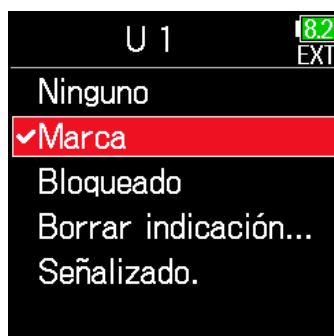 U 1
8.2
EXT
Ninguno
✓Marca
Bloqueado
Borrar indicación...
Señalizado.